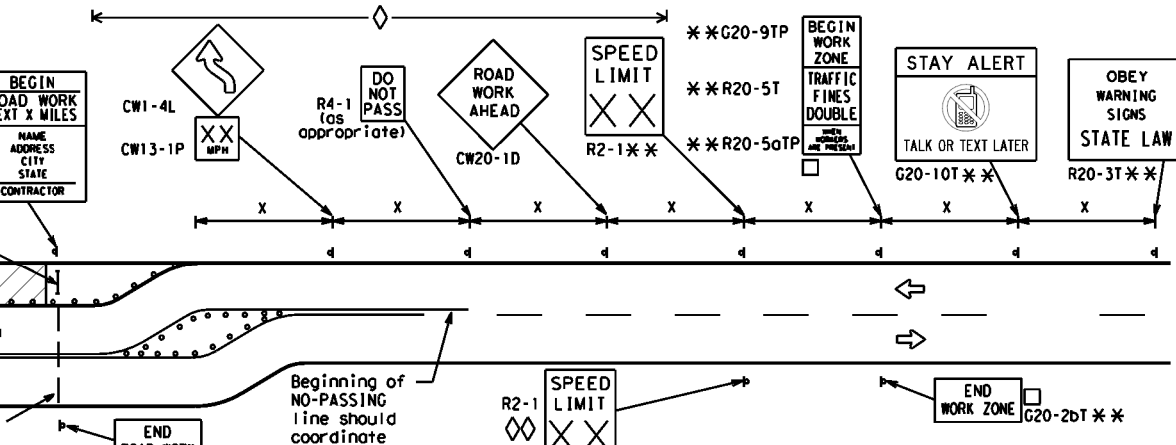 BEGIN
ROAD WORK
NEXT X MILES
NAME
ADDRESS
CITY
STATE
CONTRACTOR
CW1-4L
CW13-1P
XX
MPH
DO
NOT
PASS
R4-1
(as
appropriate)
ROAD
WORK
AHEAD
CW20-1D
SPEED
LIMIT
X X
R2-1**
**G20-9TP
**R20-5T
**R20-5aTP
BEGIN
WORK
ZONE
TRAFFIC
FINES
DOUBLE
WHEN
WORKERS
ARE PRESENT
STAY ALERT
TALK OR TEXT LATER
G20-10T**
OBEY
WARNING
SIGNS
STATE LAW
R20-3T**
X X X X X X X
Beginning of
NO-PASSING
line should
coordinate
R2-1
SPEED
LIMIT
X X
END
WORK ZONE
G20-2bT**
END
ROAD WORK